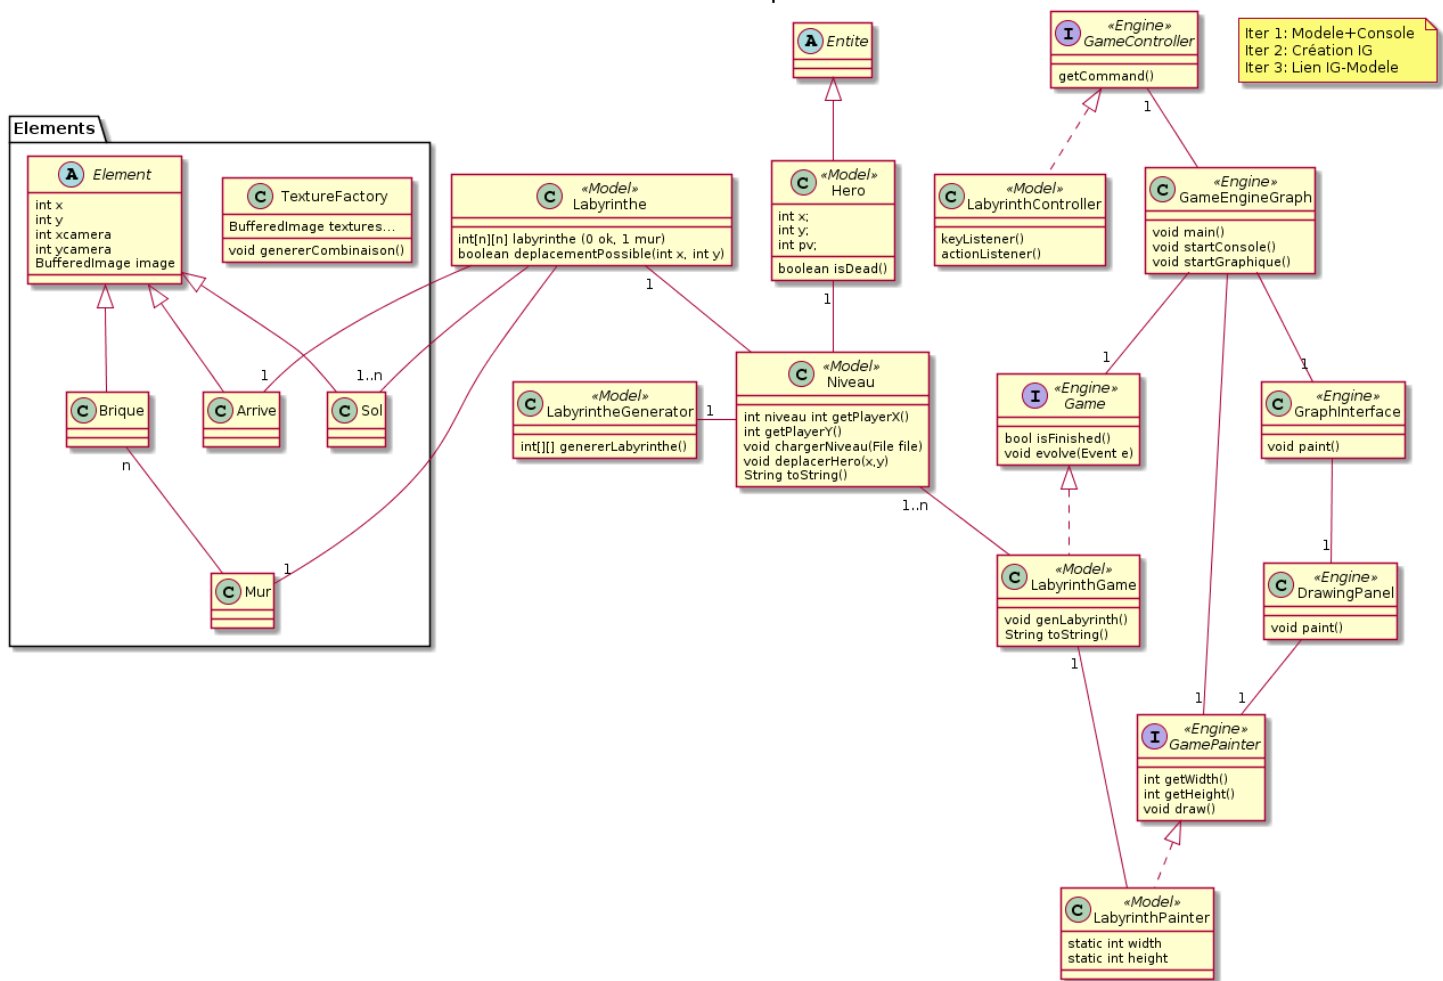 A Entite
I «Engine»
GameController
getCommand()
Iter 1: Modele+Console
Iter 2: Création IG
Iter 3: Lien IG-Modele
Elements
A Element
int x
int y
int xcamera
int ycamera
BufferedImage image
C TextureFactory
BufferedImage textures...
void genererCombinaison()
C «Model»
Labyrinthe
int[n][n] labyrinthe (0 ok, 1 mur)
boolean deplacementPossible(int x, int y)
C «Model»
Hero
int x;
int y;
int pv;
boolean isDead()
C «Model»
LabyrinthController
keyListener()
actionListener()
C «Engine»
GameEngineGraph
void main()
void startConsole()
void startGraphique()
1
1
1
1
1..n
1
1
C Brique
C Arrive
C Sol
n
C «Model»
LabyrintheGenerator
int[][] genererLabyrinthe()
1
C «Model»
Niveau
int niveau int getPlayerX()
int getPlayerY()
void chargerNiveau(File file)
void deplacerHero(x,y)
String toString()
1..n
I «Engine»
Game
bool isFinished()
void evolve(Event e)
C «Engine»
GraphInterface
void paint()
1
1
C Mur
C «Model»
LabyrinthGame
void genLabyrinth()
String toString()
1
C «Engine»
DrawingPanel
void paint()
1
1
I «Engine»
GamePainter
int getWidth()
int getHeight()
void draw()
C «Model»
LabyrinthPainter
static int width
static int height